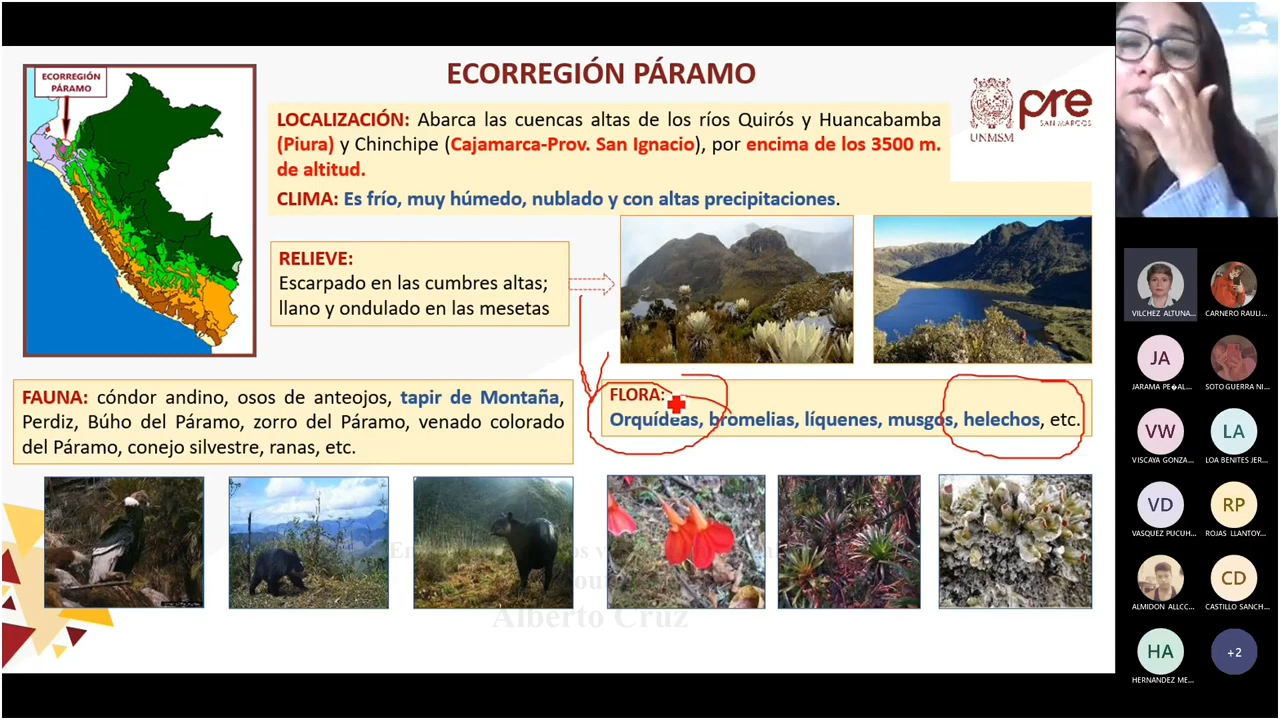 ECORREGIÓN PÁRAMO
ECORREGIÓN
PÁRAMO
LOCALIZACIÓN: Abarca las cuencas altas de los ríos Quirós y Huancabamba
(Piura) y Chinchipe (Cajamarca-Prov. San Ignacio), por encima de los 3500 m.
de altitud.
CLIMA: Es frío, muy húmedo, nublado y con altas precipitaciones.
UNMSM
pre
SAN MARCOS
RELIEVE:
Escarpado en las cumbres altas;
llano y ondulado en las mesetas
FAUNA: cóndor andino, osos de anteojos, tapir de Montaña,
Perdiz, Búho del Páramo, zorro del Páramo, venado colorado
del Páramo, conejo silvestre, ranas, etc.
FLORA:
Orquídeas, bromelias, líquenes, musgos, helechos, etc.
Alberto Cruz
VILCHEZ ALTUNA...
CARNERO RAULI...
JA
JARAMA PE�AL...
SOTO GUERRA NI...
VW
VISCAYA GONZA...
LA
LOA BENITES JER...
VD
VASQUEZ PUCUH...
RP
ROJAS LLANTOY...
ALMIDON ALLCC...
CD
CASTILLO SANCH...
HA
HERNANDEZ ME...
+2